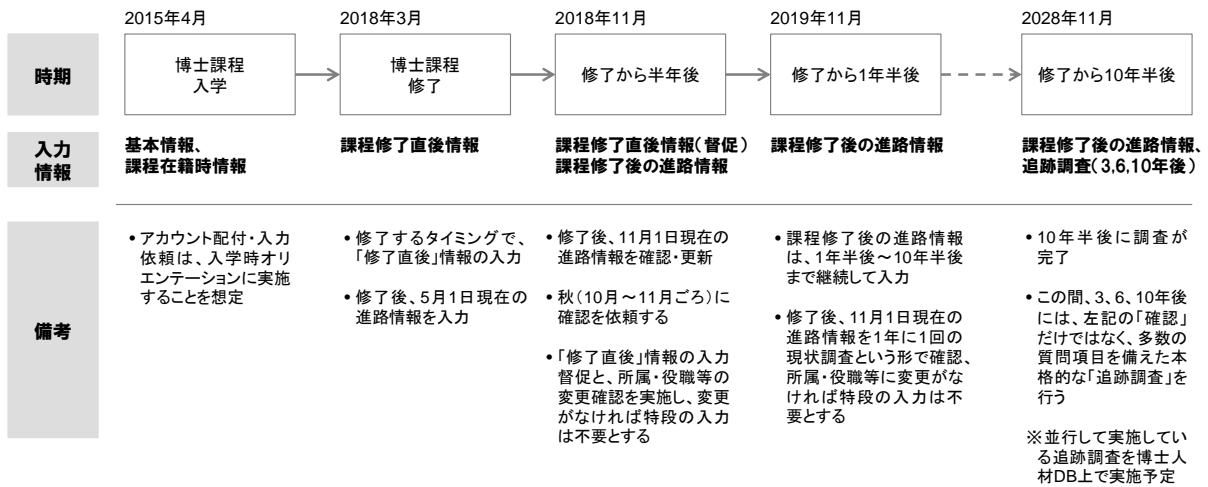 2015年4月
2018年3月
2018年11月
2019年11月
2028年11月
時期
博士課程
入学
博士課程
修了
修了から半年後
修了から1年半後
修了から10年半後
入力
情報
基本情報、
課程在籍時情報
課程修了直後情報
課程修了直後情報(督促)
課程修了後の進路情報
課程修了後の進路情報
課程修了後の進路情報、
追跡調査(3,6,10年後)
備考
•アカウント配付・入力
依頼は、入学時オリ
エンテーションに実施
することを想定
•修了するタイミングで、
「修了直後」情報の入力
•修了後、5月1日現在の
進路情報を入力
•修了後、11月1日現在の
進路情報を確認・更新
•秋(10月~11月ごろ)に
確認を依頼する
•「修了直後」情報の入力
督促と、所属・役職等の
変更確認を実施し、変更
がなければ特段の入力
は不要とする
•課程修了後の進路情報
は、1年半後~10年半後
まで継続して入力
•修了後、11月1日現在の
進路情報を1年に1回の
現状調査という形で確認、
所属・役職等に変更がな
ければ特段の入力は不
要とする
•10年半後に調査が
完了
•この間、3、6、10年後
には、左記の「確認」
だけではなく、多数の
質問項目を備えた本
格的な「追跡調査」を
行う
※並行して実施してい
る追跡調査を博士人
材DB上で実施予定